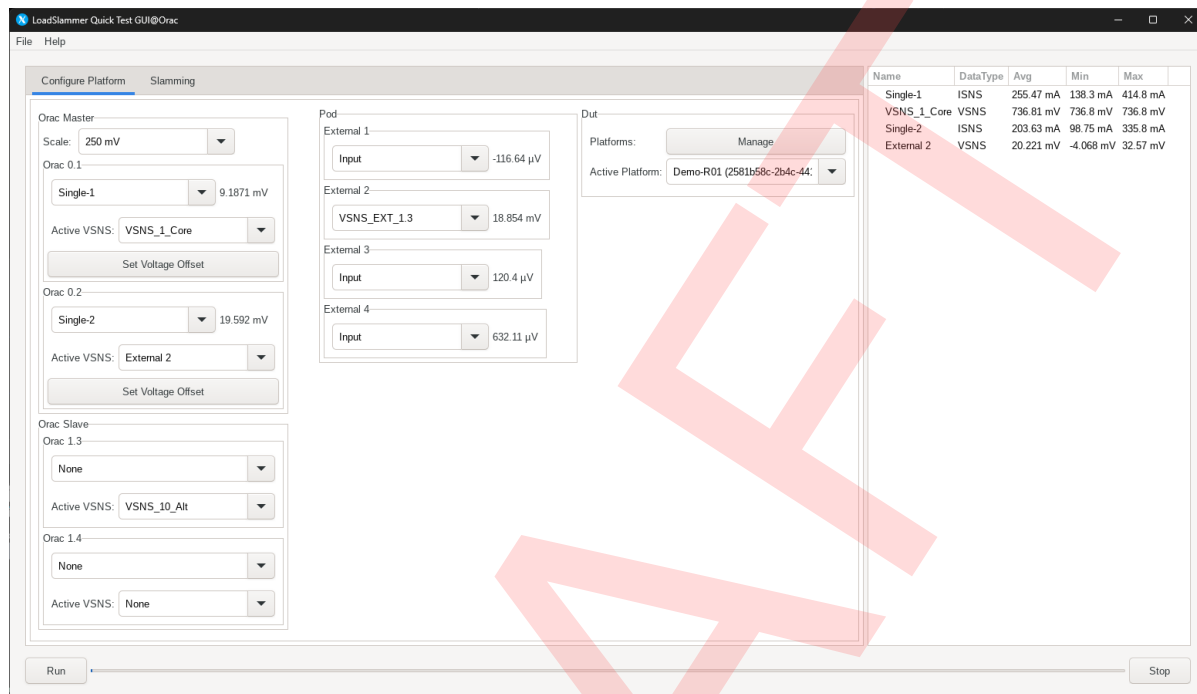 LoadSlammer Quick Test GUI@Orac
File Help
Configure Platform Slamming
Orac Master
Scale: 250 mV
Orac 0.1
Single-1 9.1871 mV
Active VSNS: VSNS_1_Core
Set Voltage Offset
Orac 0.2
Single-2 19.592 mV
Active VSNS: External 2
Set Voltage Offset
Orac Slave
Orac 1.3
None
Active VSNS: VSNS_10_Alt
Orac 1.4
None
Active VSNS: None
Pod
External 1
Input -116.64 µV
External 2
VSNS_EXT_1.3 18.854 mV
External 3
Input 120.4 µV
External 4
Input 632.11 µV
Dut
Platforms: Manage
Active Platform: Demo-R01 (2581b58c-2b4c-441
Name DataType Avg Min Max
Single-1 ISNS 255.47 mA 138.3 mA 414.8 mA
VSNS_1_Core VSNS 736.81 mV 736.8 mV 736.8 mV
Single-2 ISNS 203.63 mA 98.75 mA 335.8 mA
External 2 VSNS 20.221 mV -4.068 mV 32.57 mV
Run Stop